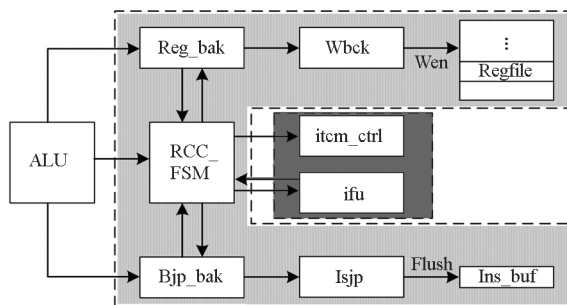 Reg_bak
Wbck
Wen
⋮
Regfile
ALU
RCC_
FSM
itcm_ctrl
ifu
Bjp_bak
Isjp
Flush
Ins_buf